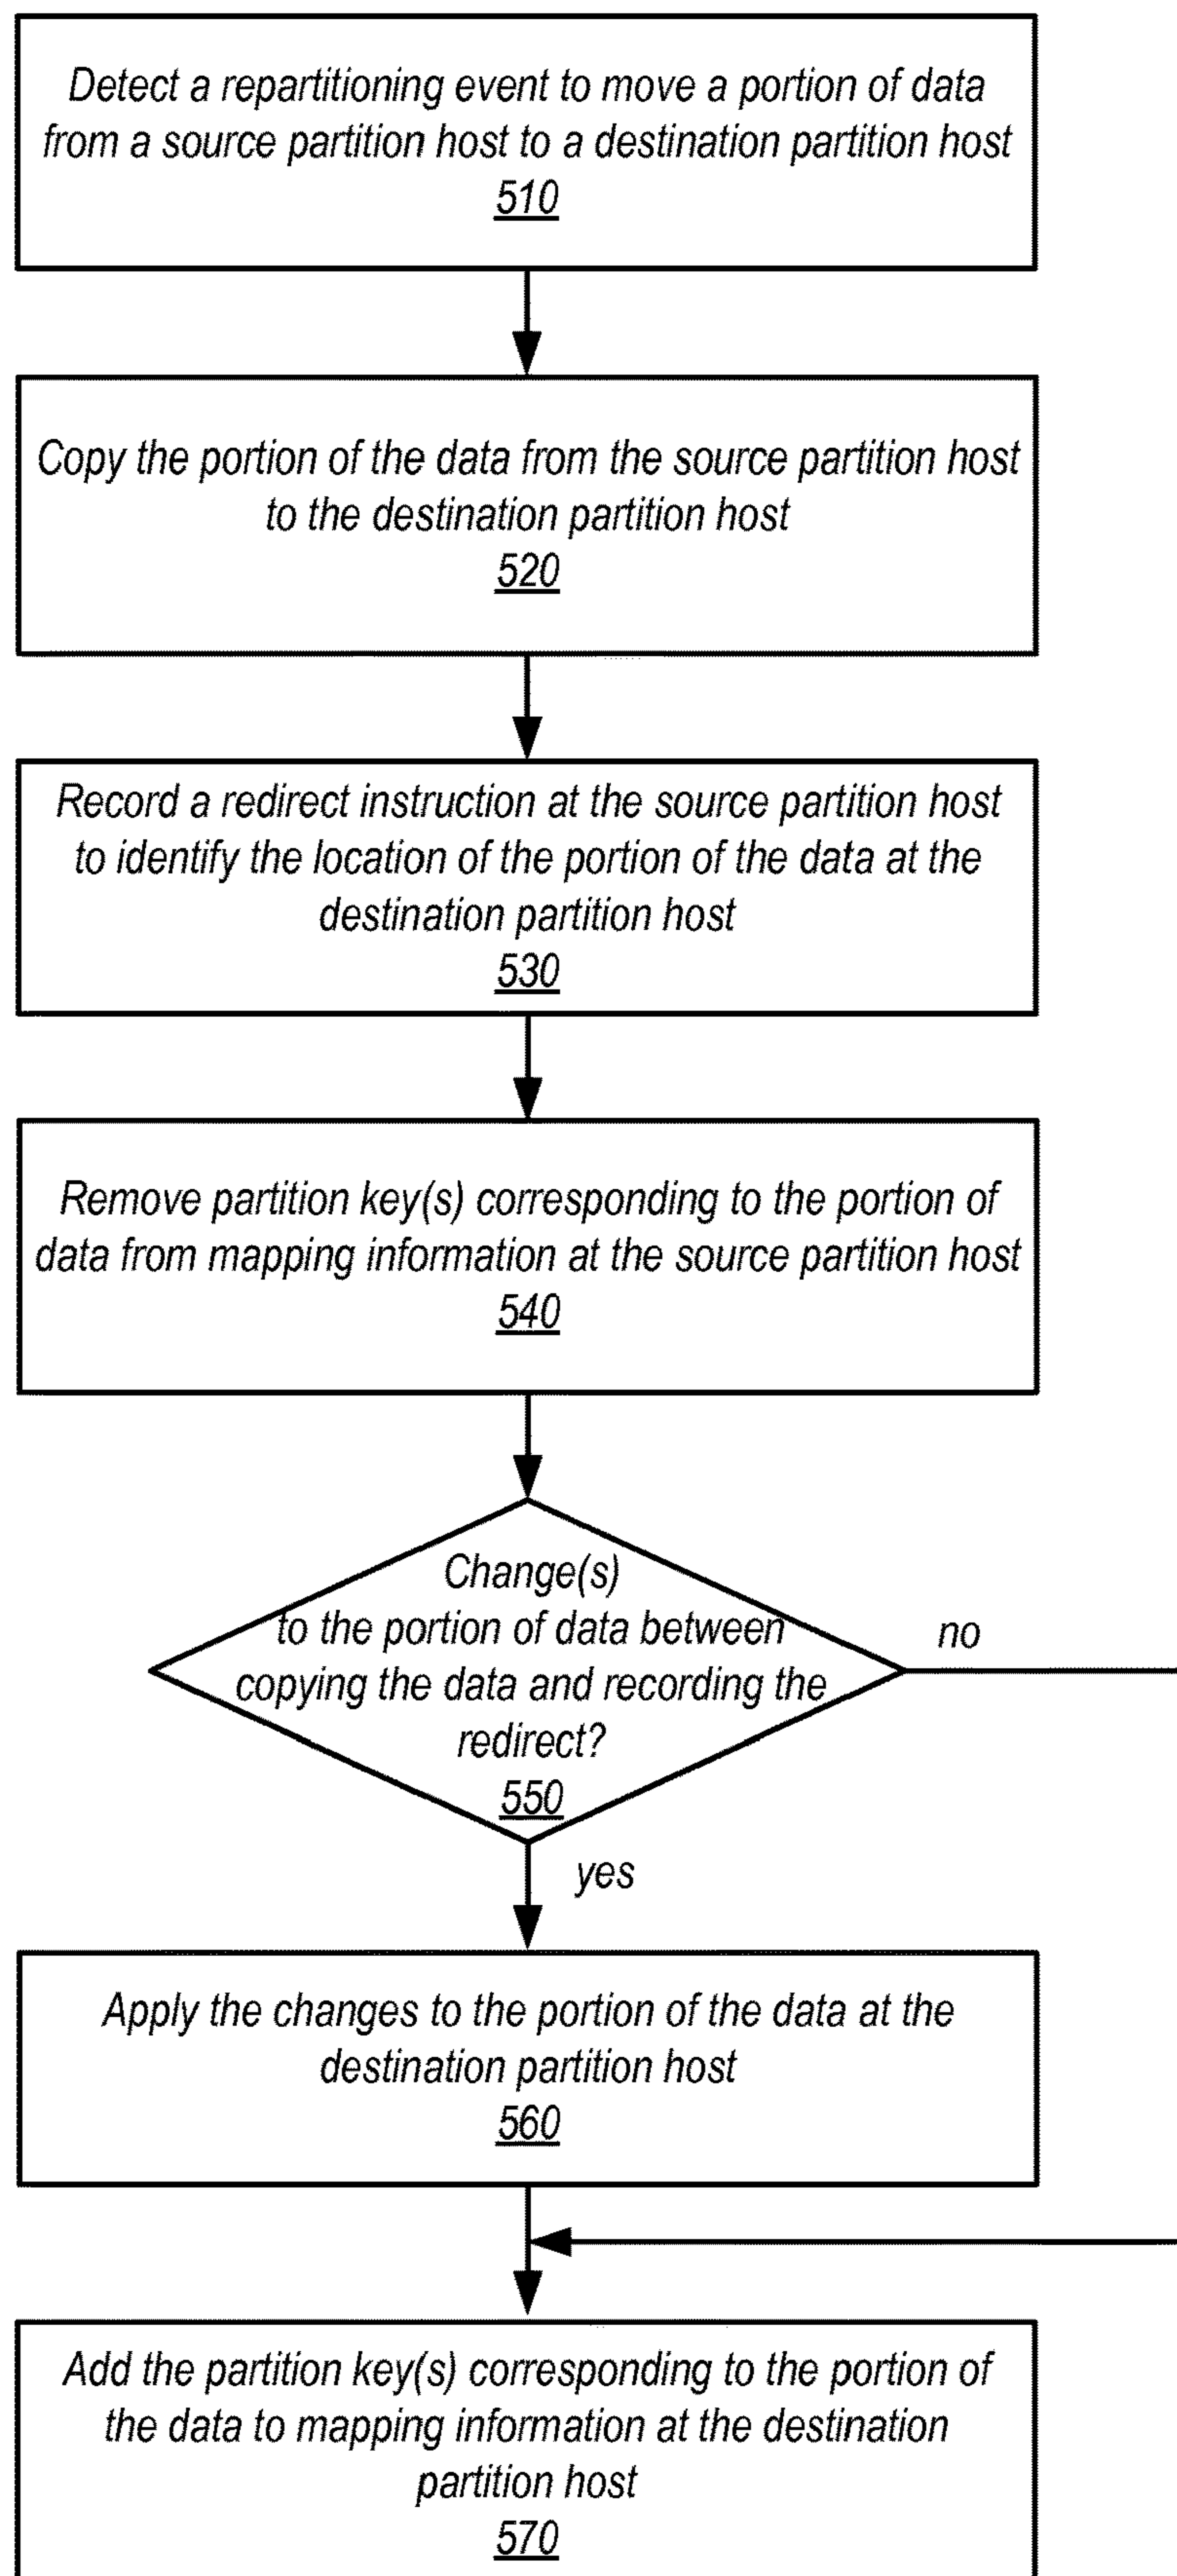 Detect a repartitioning event to move a portion of data
from a source partition host to a destination partition host
510
Copy the portion of the data from the source partition host
to the destination partition host
520
Record a redirect instruction at the source partition host
to identify the location of the portion of the data at the
destination partition host
530
Remove partition key(s) corresponding to the portion of
data from mapping information at the source partition host
540
Change(s)
to the portion of data between
copying the data and recording the
redirect?
550
no
yes
Apply the changes to the portion of the data at the
destination partition host
560
Add the partition key(s) corresponding to the portion of
the data to mapping information at the destination
partition host
570